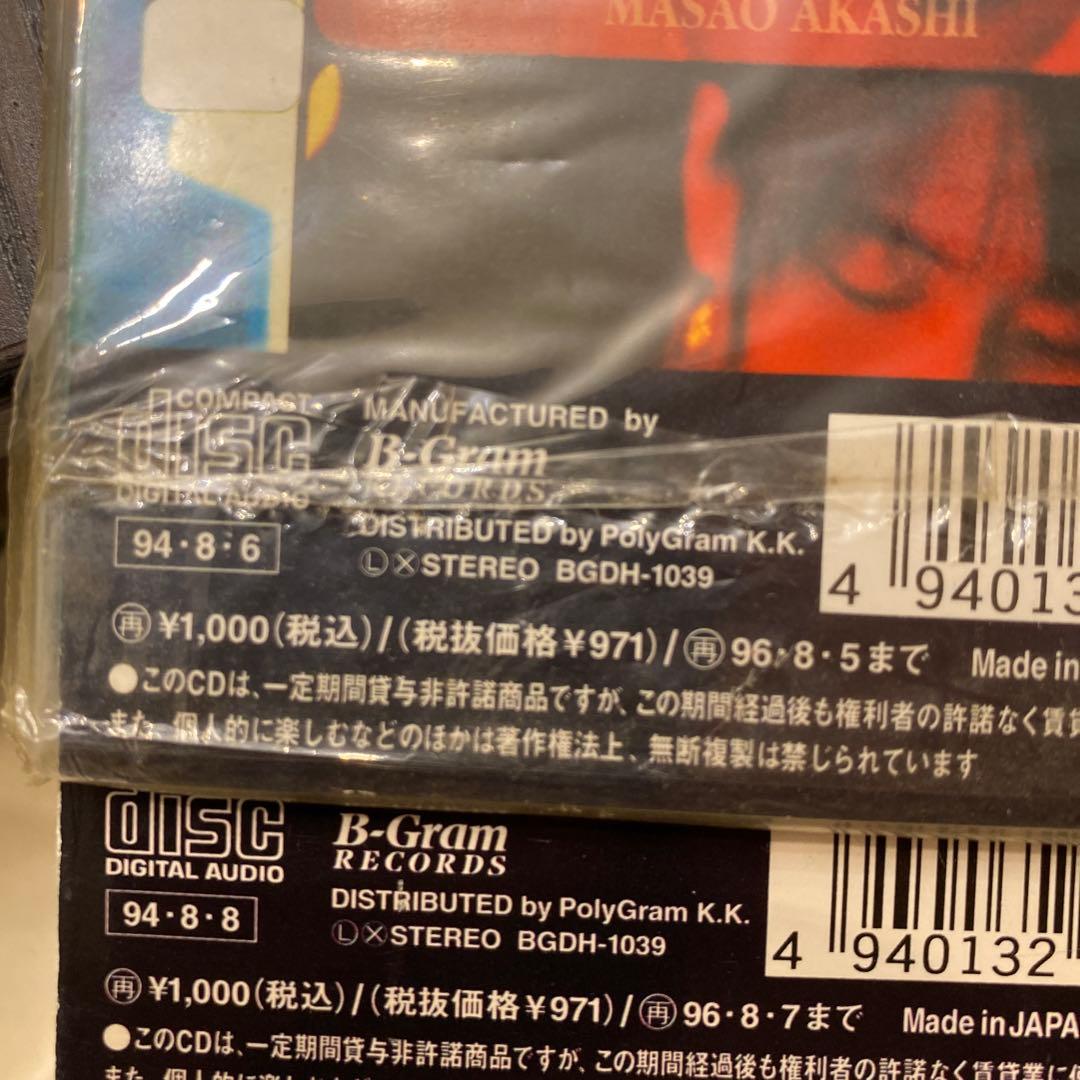 MASAO AKASHI
COMPACT
disc
DIGITAL AUDIO
94・8・6
MANUFACTURED by
B-Gram
RECORDS
DISTRIBUTED by PolyGram K.K.
ⓁⓍSTEREO BGDH-1039
4 94013
㊢¥1,000(税込)/(税抜価格¥971)/再96・8・5まで Made in
●このCDは、一定期間貸与非許諾商品ですが、この期間経過後も権利者の許諾なく賃貸
また、個人的に楽しむなどのほかは著作権法上、無断複製は禁じられています
disc
DIGITAL AUDIO
94・8・8
B-Gram
RECORDS
DISTRIBUTED by PolyGram K.K.
ⓁⓍSTEREO BGDH-1039
4 940132
再¥1,000(税込)/(税抜価格¥971)/再96・8・7まで Made in JAPA
●このCDは、一定期間貸与非許諾商品ですが、この期間経過後も権利者の許諾なく賃貸業に